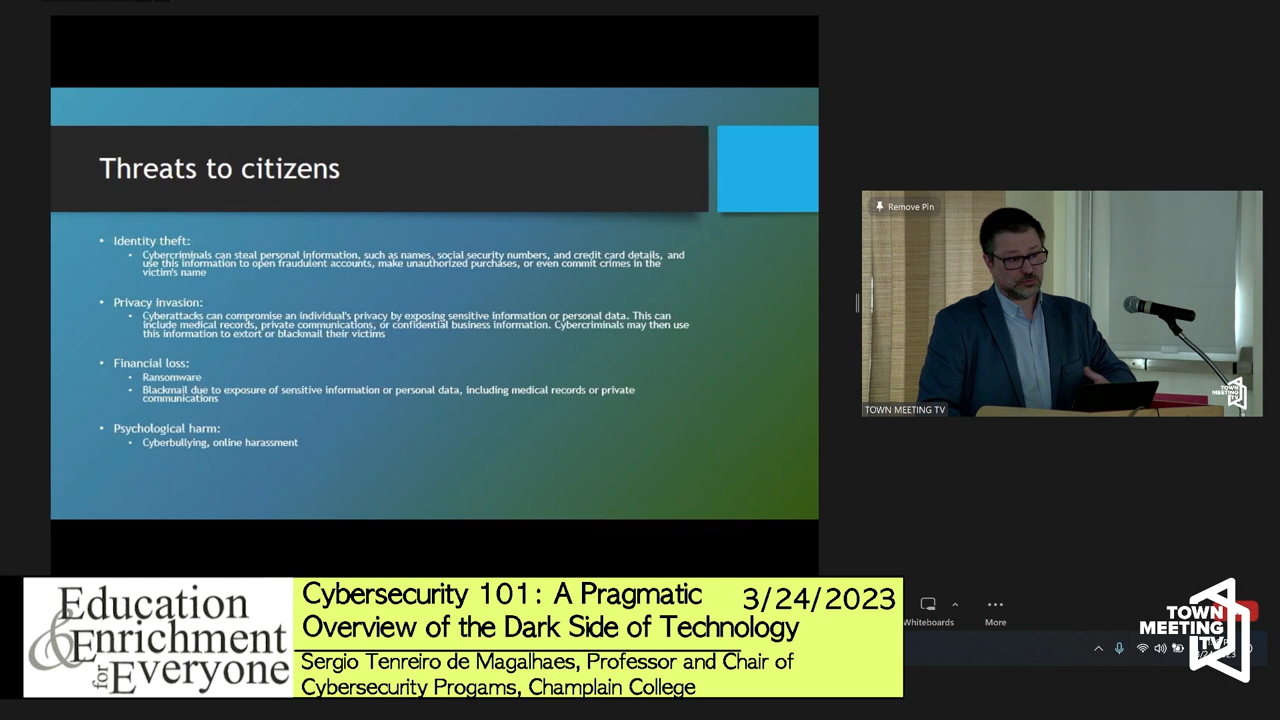 Threats to citizens
• Identity theft:
• Cybercriminals can steal personal information, such as names, social security numbers, and credit card details, and
use this information to open fraudulent accounts, make unauthorized purchases, or even commit crimes in the
victim's name
• Privacy invasion:
• Cyberattacks can compromise an individual's privacy by exposing sensitive information or personal data. This can
include medical records, private communications, or confidential business information. Cybercriminals may then use
this information to extort or blackmail their victims
• Financial loss:
• Ransomware
• Blackmail due to exposure of sensitive information or personal data, including medical records or private
communications
• Psychological harm:
• Cyberbullying, online harassment
Remove Pin
TOWN
MEETING
TV
TOWN MEETING TV
Education
& Enrichment
for Everyone
Cybersecurity 101: A Pragmatic 3/24/2023
Overview of the Dark Side of Technology
Sergio Tenreiro de Magalhaes, Professor and Chair of
Cybersecurity Progams, Champlain College
Whiteboards
More
TOWN
MEETING
TV